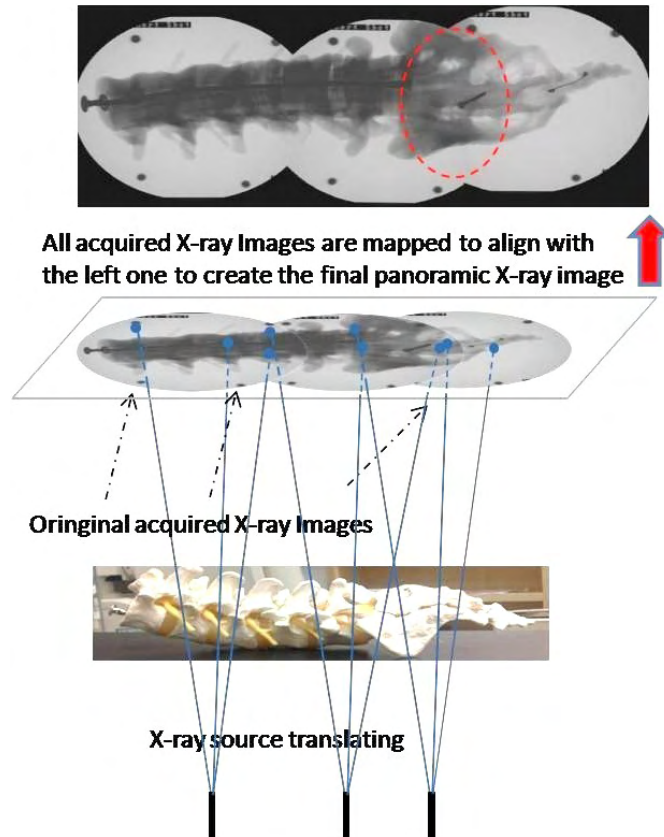 All acquired X-ray Images are mapped to align with
the left one to create the final panoramic X-ray image
Oringinal acquired X-ray Images
X-ray source translating